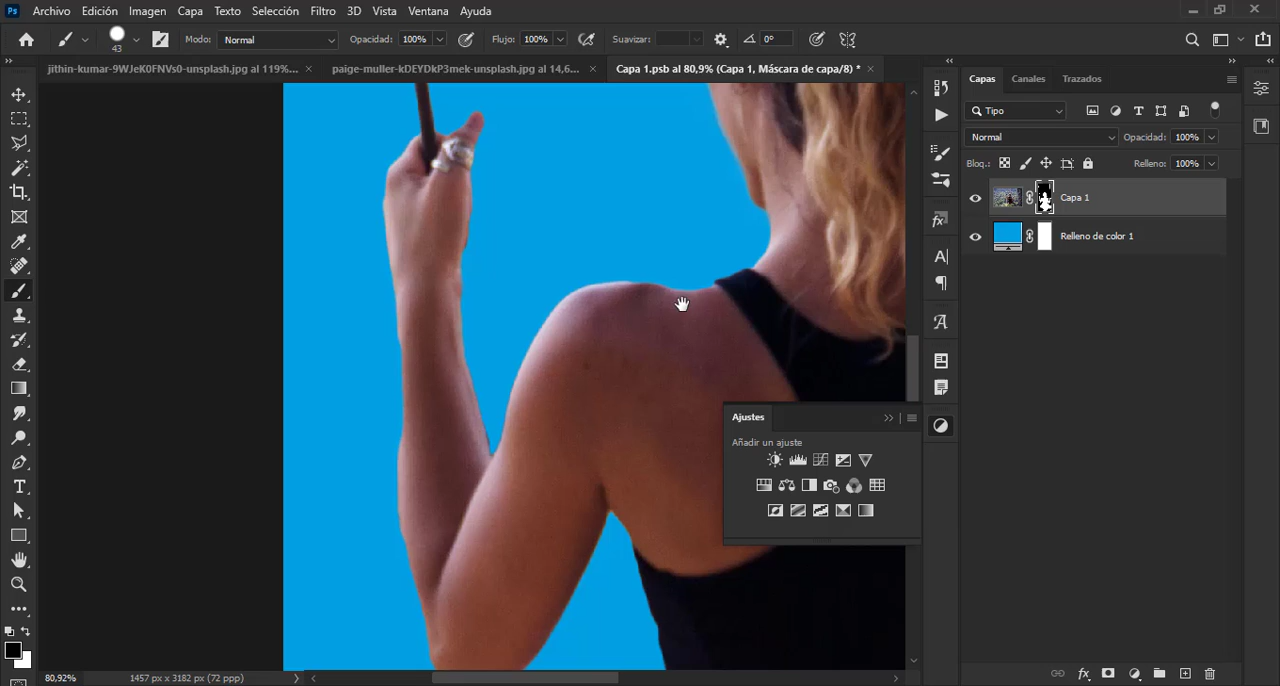 Ps Archivo Edición Imagen Capa Texto Selección Filtro 3D Vista Ventana Ayuda
43 Modo: Normal Opacidad: 100% Flujo: 100% Suavizar: 0°
jithin-kumar-9WJeK0FNVs0-unsplash.jpg al 119%... × paige-muller-kDEYDkP3mek-unsplash.jpg al 14,6... × Capa 1.psb al 80,9% (Capa 1, Máscara de capa/8) * ×
Capas Canales Trazados
Tipo
Normal Opacidad: 100%
Bloq.: Relleno: 100%
Capa 1
Relleno de color 1
Ajustes
Añadir un ajuste
80,92% 1457 px x 3182 px (72 ppp)